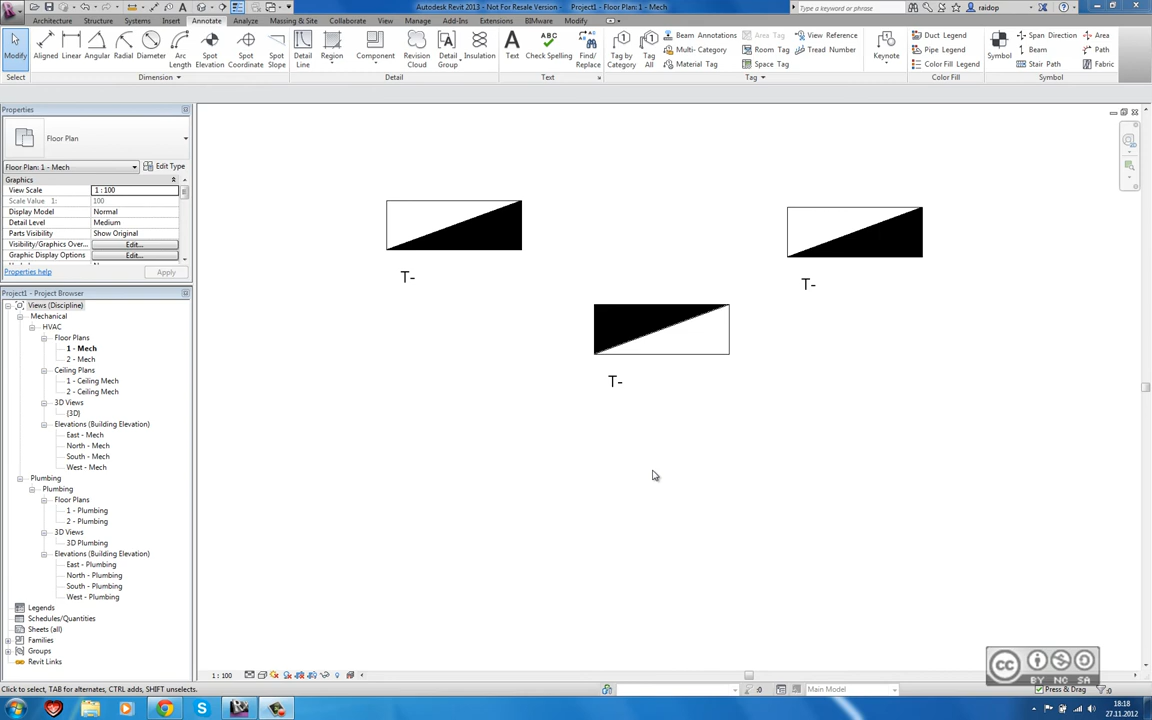 Autodesk Revit 2013 - Not For Resale Version - Project1 - Floor Plan: 1 - Mech
Type a keyword or phrase
raidop
Architecture Structure Systems Insert Annotate Analyze Massing & Site Collaborate View Manage Add-Ins Extensions BIMware Modify
Modify
Aligned Linear Angular Radial Diameter Arc Length Spot Elevation Spot Coordinate Spot Slope
Detail Line Region Component Revision Cloud Detail Group Insulation
Text Check Spelling Find/ Replace
Tag by Category Tag All
Beam Annotations Area Tag View Reference
Multi- Category Room Tag Tread Number
Material Tag Space Tag
Keynote
Duct Legend
Pipe Legend
Color Fill Legend
Symbol
Span Direction Area
Beam Path
Stair Path Fabric
Select Dimension Detail Text Tag Color Fill Symbol
Properties
Floor Plan
Floor Plan: 1 - Mech Edit Type
Graphics
View Scale 1 : 100
Scale Value 1: 100
Display Model Normal
Detail Level Medium
Parts Visibility Show Original
Visibility/Graphics Over... Edit...
Graphic Display Options Edit...
Properties help Apply
Project1 - Project Browser
Views (Discipline)
Mechanical
HVAC
Floor Plans
1 - Mech
2 - Mech
Ceiling Plans
1 - Ceiling Mech
2 - Ceiling Mech
3D Views
{3D}
Elevations (Building Elevation)
East - Mech
North - Mech
South - Mech
West - Mech
Plumbing
Plumbing
Floor Plans
1 - Plumbing
2 - Plumbing
3D Views
3D Plumbing
Elevations (Building Elevation)
East - Plumbing
North - Plumbing
South - Plumbing
West - Plumbing
Legends
Schedules/Quantities
Sheets (all)
Families
Groups
Revit Links
T-
T-
T-
1 : 100
cc BY NC SA
Click to select, TAB for alternates, CTRL adds, SHIFT unselects.
:0
Main Model
Press & Drag
:0
18:18
27.11.2012